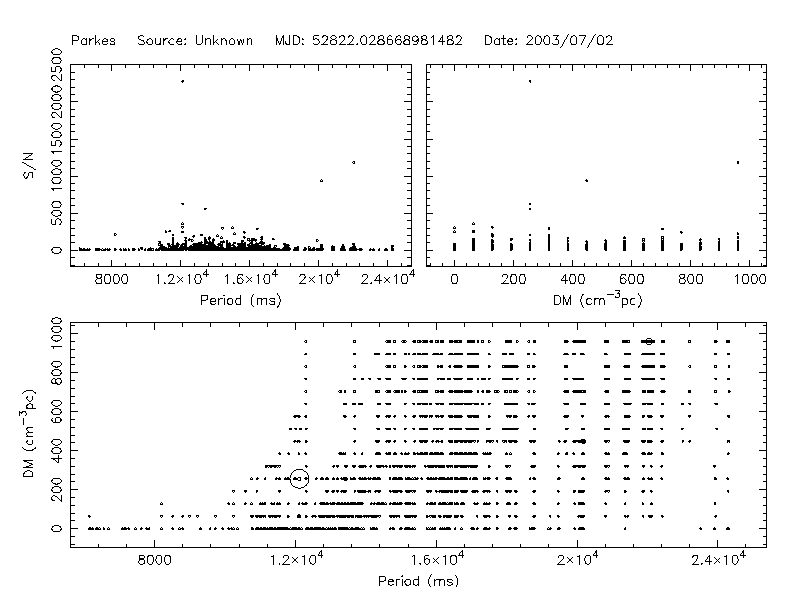 Parkes Source: Unknown MJD: 52822.028668981482 Date: 2003/07/02
S/N
0 500 1000 1500 2000 2500
8000 1.2×10⁴ 1.6×10⁴ 2×10⁴ 2.4×10⁴
Period (ms)
0 200 400 600 800 1000
DM (cm⁻³pc)
DM (cm⁻³pc)
0 200 400 600 800 1000
8000 1.2×10⁴ 1.6×10⁴ 2×10⁴ 2.4×10⁴
Period (ms)